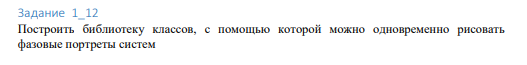 Задание 1_12
Построить библиотеку классов, с помощью которой можно одновременно рисовать
фазовые портреты систем